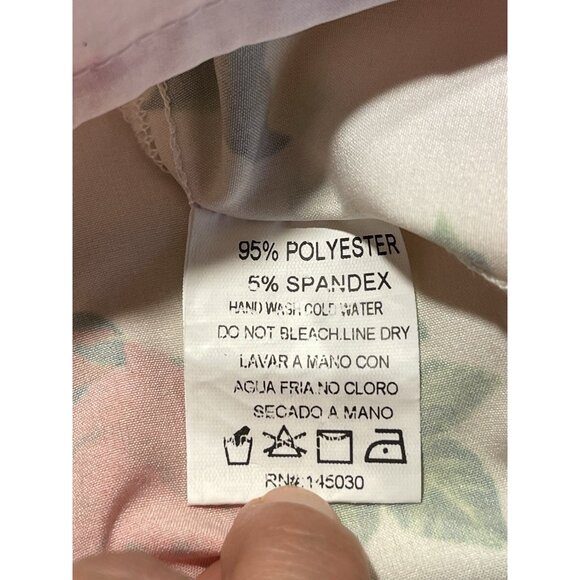 95% POLYESTER
5% SPANDEX
HAND WASH COLD WATER
DO NOT BLEACH.LINE DRY
LAVAR A MANO CON
AGUA FRIA.NO CLORO
SECADO A MANO
RN#:145030